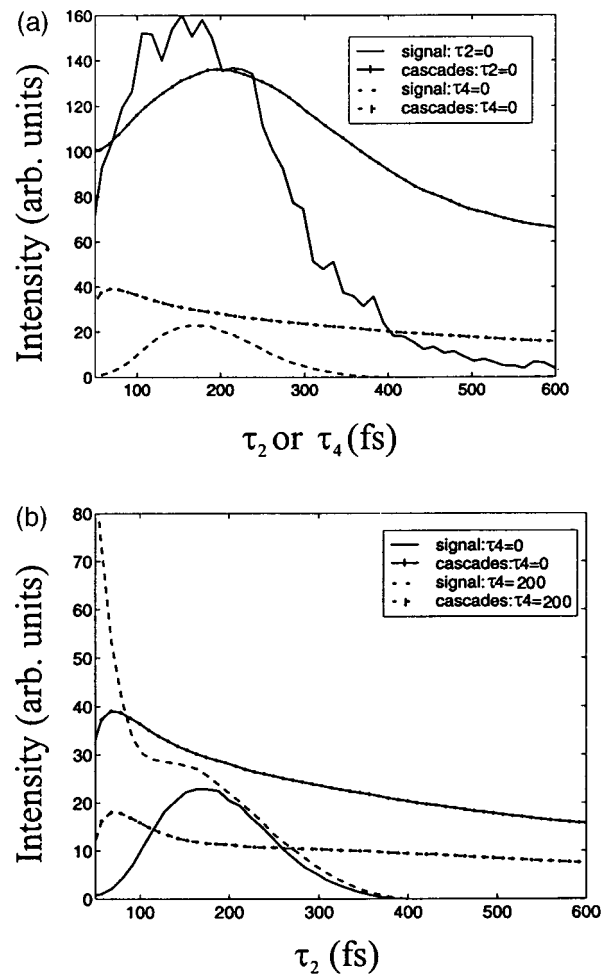 (a)
160
140
120
100
80
60
40
20
0
signal: τ2=0
cascades: τ2=0
signal: τ4=0
cascades: τ4=0
100 200 300 400 500 600
Intensity (arb. units)
τ₂ or τ₄ (fs)
(b)
80
70
60
50
40
30
20
10
0
signal:τ4=0
cascades:τ4=0
signal:τ4=200
cascades:τ4=200
100 200 300 400 500 600
Intensity (arb. units)
τ₂ (fs)